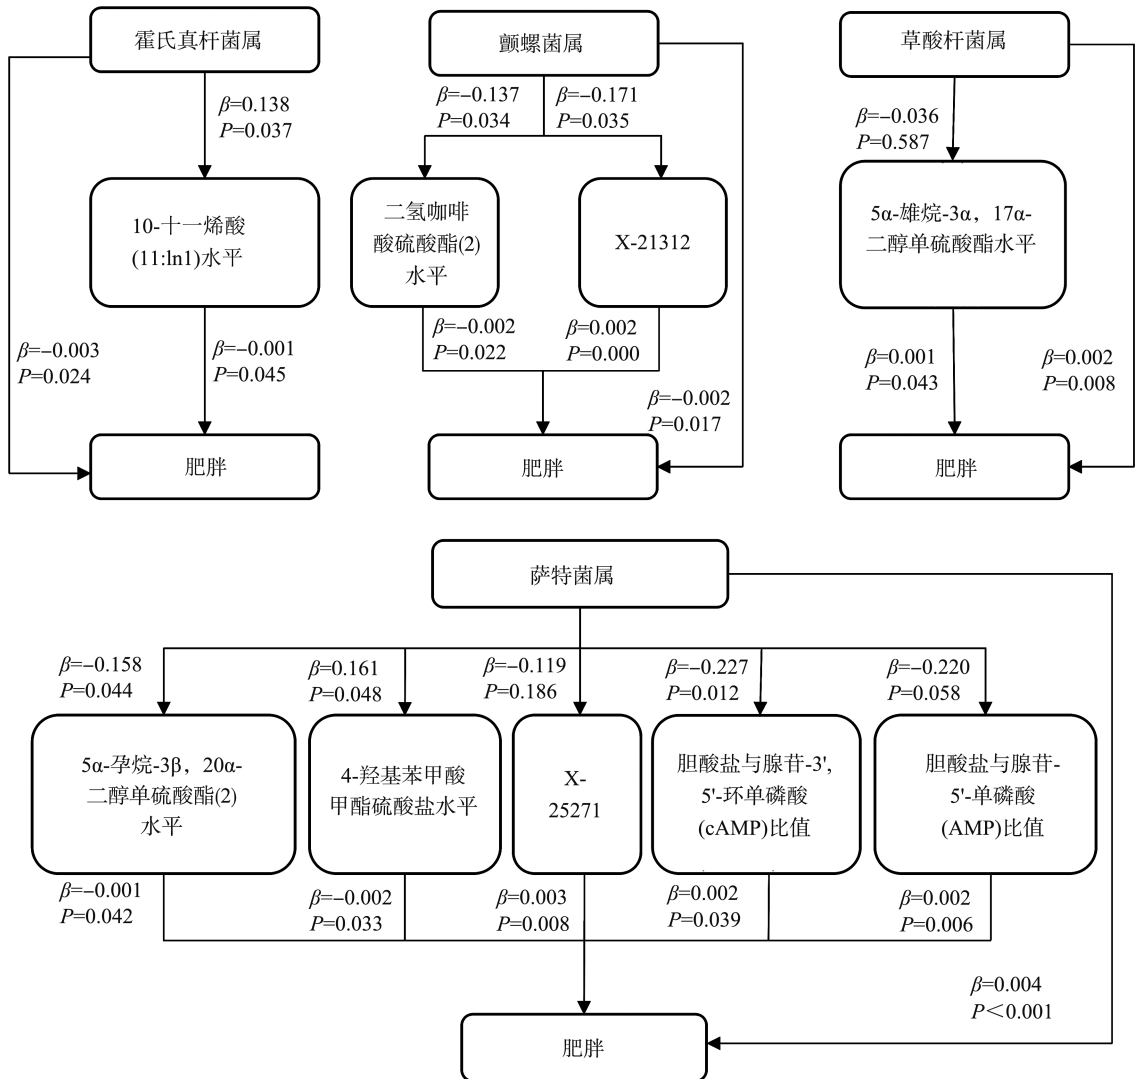 霍氏真杆菌属
β=0.138
P=0.037
10-十一烯酸
(11:ln1)水平
β=−0.003
P=0.024
β=−0.001
P=0.045
肥胖
颤螺菌属
β=−0.137
P=0.034
β=−0.171
P=0.035
二氢咖啡
酸硫酸酯(2)
水平
X-21312
β=−0.002
P=0.022
β=0.002
P=0.000
β=−0.002
P=0.017
肥胖
草酸杆菌属
β=−0.036
P=0.587
5α-雄烷-3α，17α-
二醇单硫酸酯水平
β=0.001
P=0.043
β=0.002
P=0.008
肥胖
萨特菌属
β=−0.158
P=0.044
β=0.161
P=0.048
β=−0.119
P=0.186
β=−0.227
P=0.012
β=−0.220
P=0.058
5α-孕烷-3β，20α-
二醇单硫酸酯(2)
水平
4-羟基苯甲酸
甲酯硫酸盐水平
X-
25271
胆酸盐与腺苷-3',
5'-环单磷酸
(cAMP)比值
胆酸盐与腺苷-
5'-单磷酸
(AMP)比值
β=−0.001
P=0.042
β=−0.002
P=0.033
β=0.003
P=0.008
β=0.002
P=0.039
β=0.002
P=0.006
β=0.004
P＜0.001
肥胖